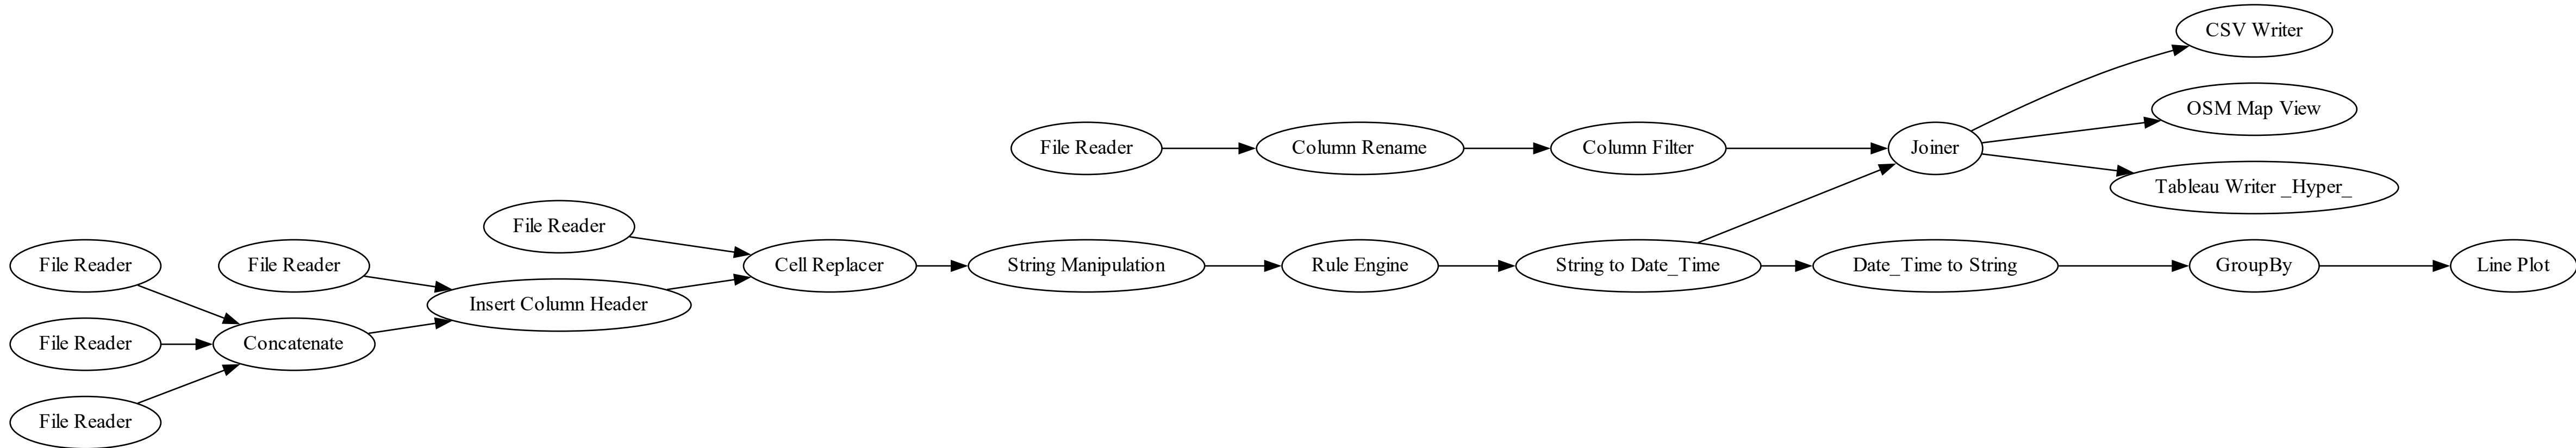 CSV Writer
OSM Map View
File Reader
Column Rename
Column Filter
Joiner
Tableau Writer _Hyper_
File Reader
File Reader
File Reader
Cell Replacer
String Manipulation
Rule Engine
String to Date_Time
Date_Time to String
GroupBy
Line Plot
Insert Column Header
File Reader
Concatenate
File Reader